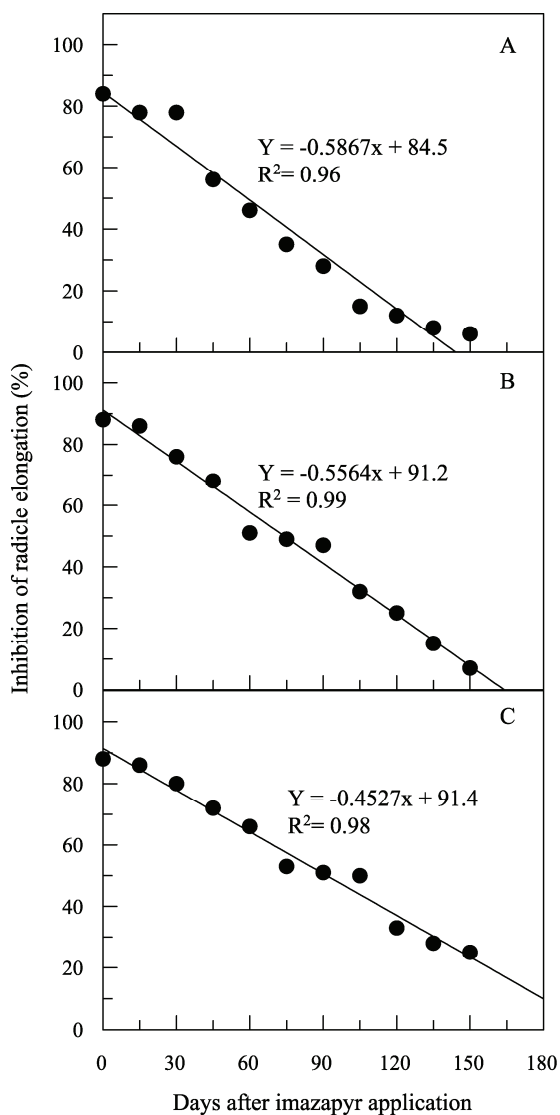 100
A
80
Y = -0.5867x + 84.5
R²= 0.96
60
40
20
0
100
B
80
Y = -0.5564x + 91.2
R² = 0.99
60
40
20
0
100
C
80
Y = -0.4527x + 91.4
R²= 0.98
60
40
20
0
0 30 60 90 120 150 180
Inhibition of radicle elongation (%)
Days after imazapyr application